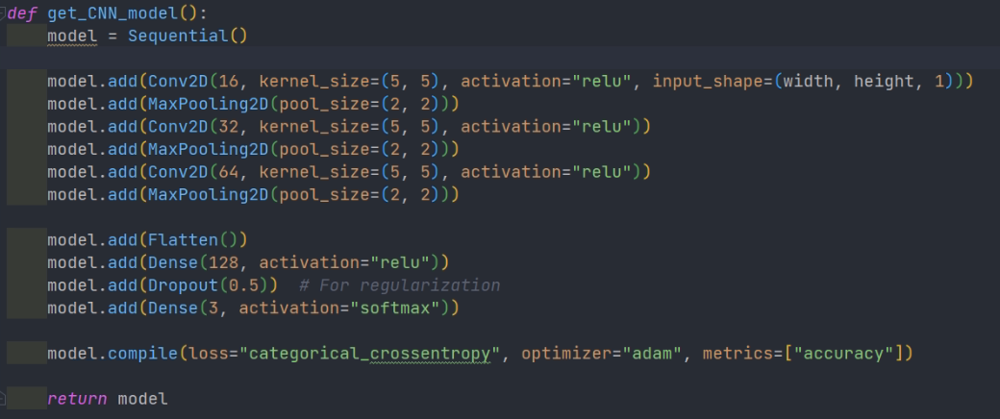 def get_CNN_model():
    model = Sequential()

    model.add(Conv2D(16, kernel_size=(5, 5), activation="relu", input_shape=(width, height, 1)))
    model.add(MaxPooling2D(pool_size=(2, 2)))
    model.add(Conv2D(32, kernel_size=(5, 5), activation="relu"))
    model.add(MaxPooling2D(pool_size=(2, 2)))
    model.add(Conv2D(64, kernel_size=(5, 5), activation="relu"))
    model.add(MaxPooling2D(pool_size=(2, 2)))

    model.add(Flatten())
    model.add(Dense(128, activation="relu"))
    model.add(Dropout(0.5))  # For regularization
    model.add(Dense(3, activation="softmax"))

    model.compile(loss="categorical_crossentropy", optimizer="adam", metrics=["accuracy"])

    return model